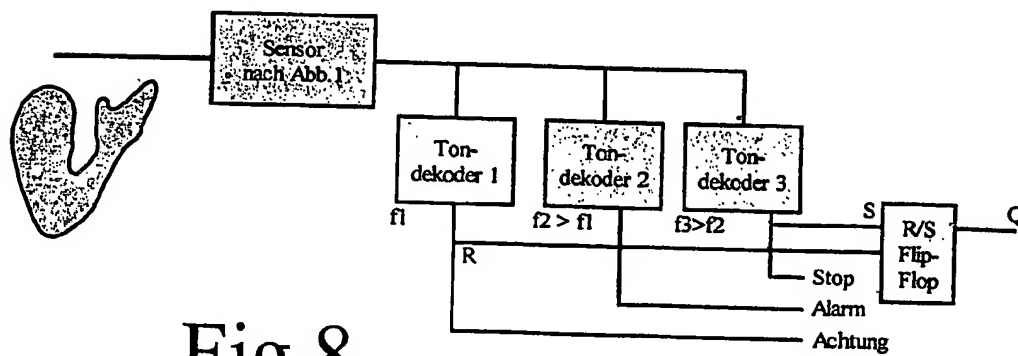 Sensor
nach Abb.1
Ton-
dekoder 1
Ton-
dekoder 2
Ton-
dekoder 3
f1
f2 > f1
f3>f2
S
Q
R/S
Flip-
Flop
R
Stop
Alarm
Achtung
Fig.8